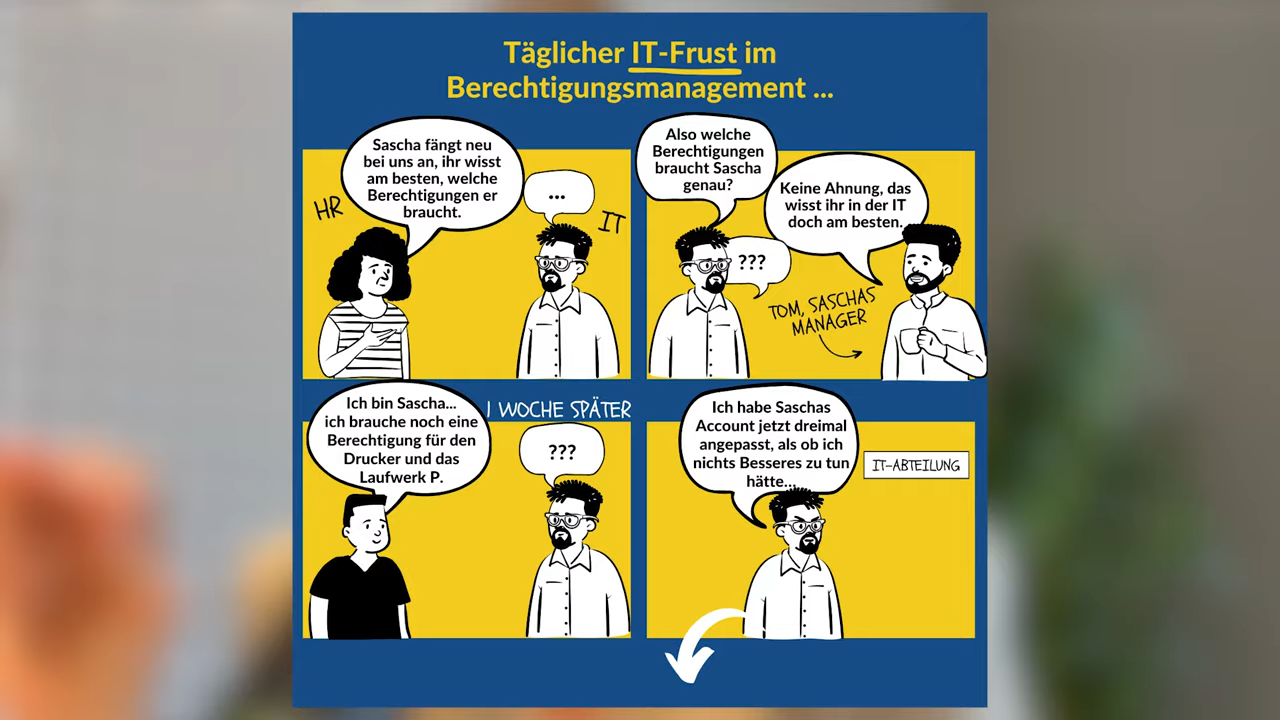 Täglicher IT-Frust im
Berechtigungsmanagement ...
Sascha fängt neu
bei uns an, ihr wisst
am besten, welche
Berechtigungen er
braucht.
HR
...
IT
Also welche
Berechtigungen
braucht Sascha
genau?
Keine Ahnung, das
wisst ihr in der IT
doch am besten.
???
TOM, SASCHAS
MANAGER
Ich bin Sascha...
ich brauche noch eine
Berechtigung für den
Drucker und das
Laufwerk P.
1 WOCHE SPÄTER
???
Ich habe Saschas
Account jetzt dreimal
angepasst, als ob ich
nichts Besseres zu tun
hätte...
IT-ABTEILUNG